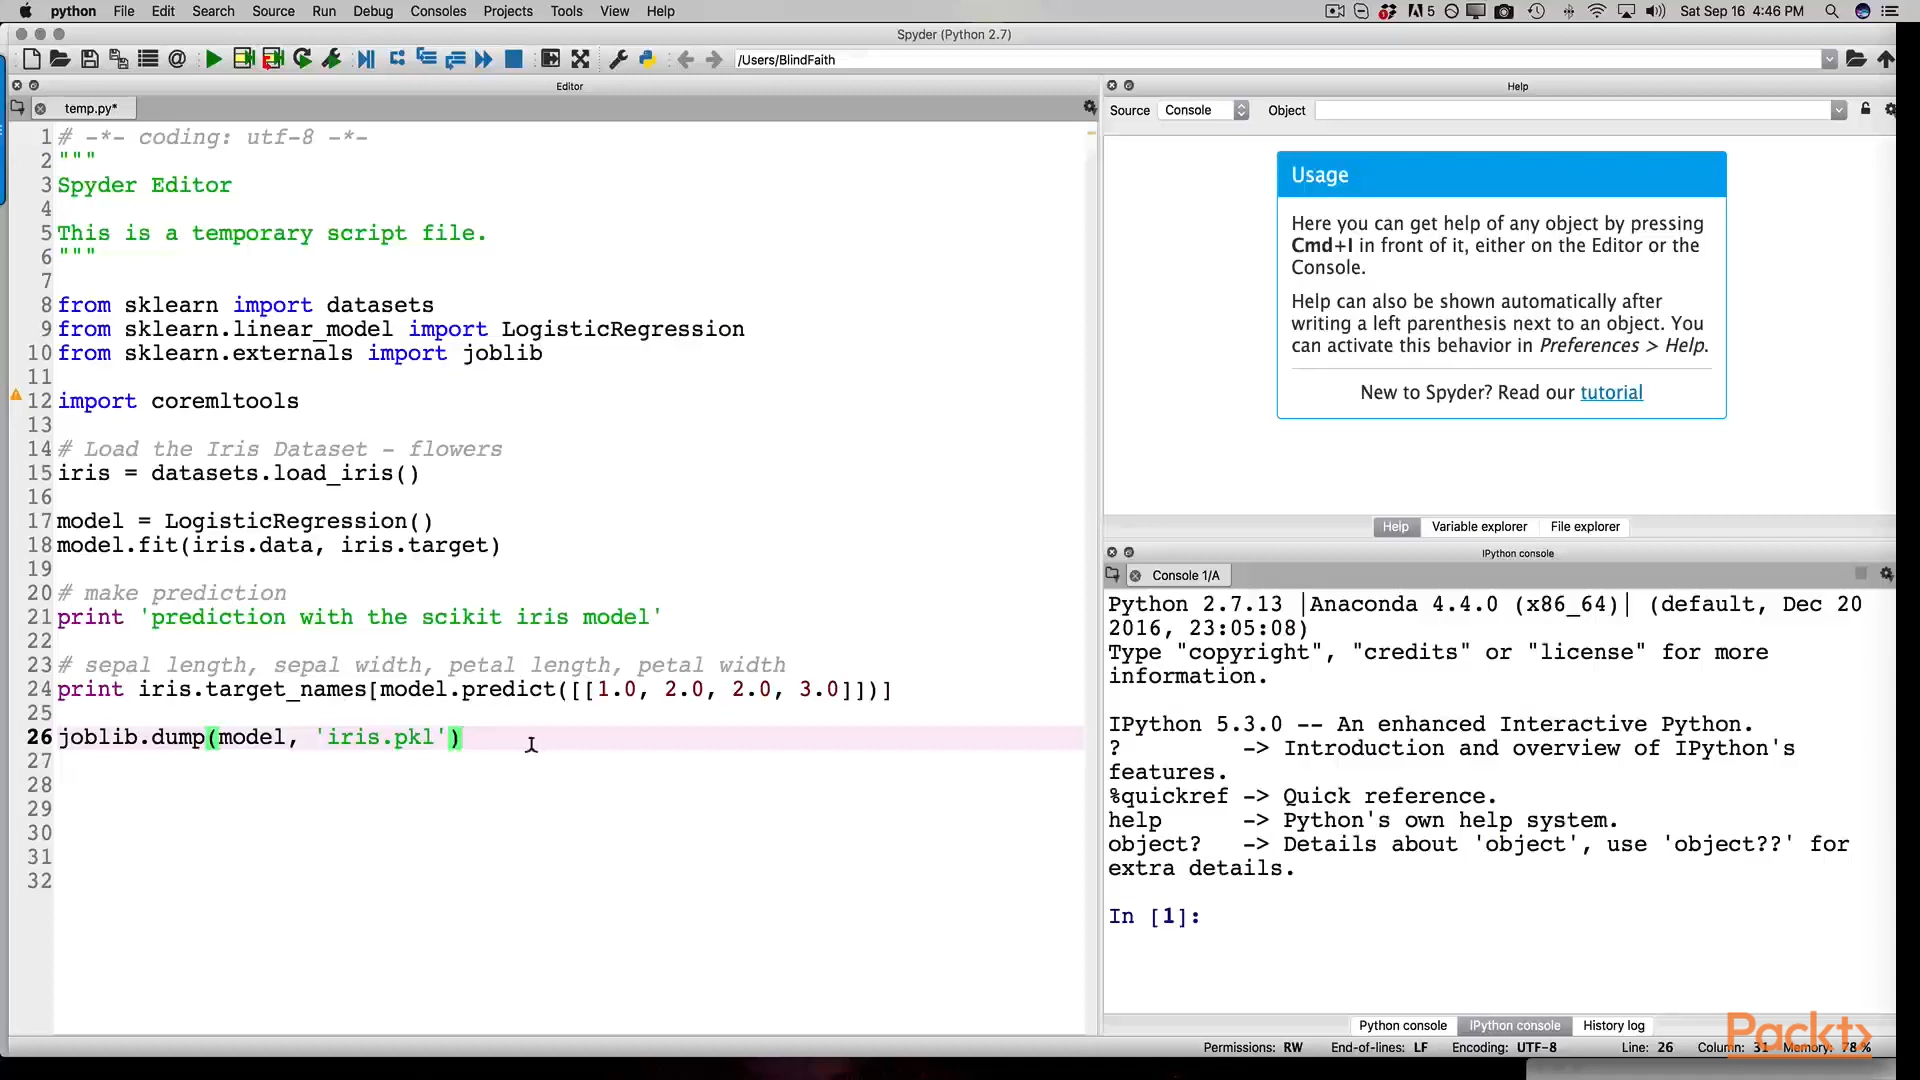 python File Edit Search Source Run Debug Consoles Projects Tools View Help 5 Sat Sep 16 4:46 PM
Spyder (Python 2.7)
/Users/BlindFaith
Editor
temp.py*
1 # -*- coding: utf-8 -*-
2 """
3 Spyder Editor
4
5 This is a temporary script file.
6 """
7
8 from sklearn import datasets
9 from sklearn.linear_model import LogisticRegression
10 from sklearn.externals import joblib
11
12 import coremltools
13
14 # Load the Iris Dataset - flowers
15 iris = datasets.load_iris()
16
17 model = LogisticRegression()
18 model.fit(iris.data, iris.target)
19
20 # make prediction
21 print 'prediction with the scikit iris model'
22
23 # sepal length, sepal width, petal length, petal width
24 print iris.target_names[model.predict([[1.0, 2.0, 2.0, 3.0]])]
25
26 joblib.dump(model, 'iris.pkl')
27
28
29
30
31
32
Help
Source Console Object
Usage
Here you can get help of any object by pressing
Cmd+I in front of it, either on the Editor or the
Console.
Help can also be shown automatically after
writing a left parenthesis next to an object. You
can activate this behavior in Preferences > Help.
New to Spyder? Read our tutorial
Help Variable explorer File explorer
IPython console
Console 1/A
Python 2.7.13 |Anaconda 4.4.0 (x86_64)| (default, Dec 20
2016, 23:05:08)
Type "copyright", "credits" or "license" for more
information.
IPython 5.3.0 -- An enhanced Interactive Python.
? -> Introduction and overview of IPython's
features.
%quickref -> Quick reference.
help -> Python's own help system.
object? -> Details about 'object', use 'object??' for
extra details.
In [1]:
Python console IPython console History log
Packt>
Permissions: RW End-of-lines: LF Encoding: UTF-8 Line: 26 Column: 31 Memory: 78 %